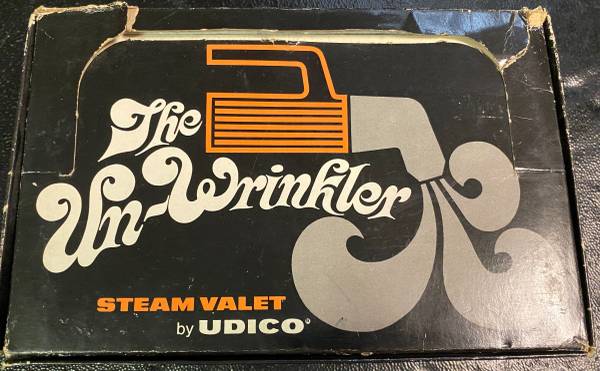 The
Un-Wrinkler
STEAM VALET
by UDICO®